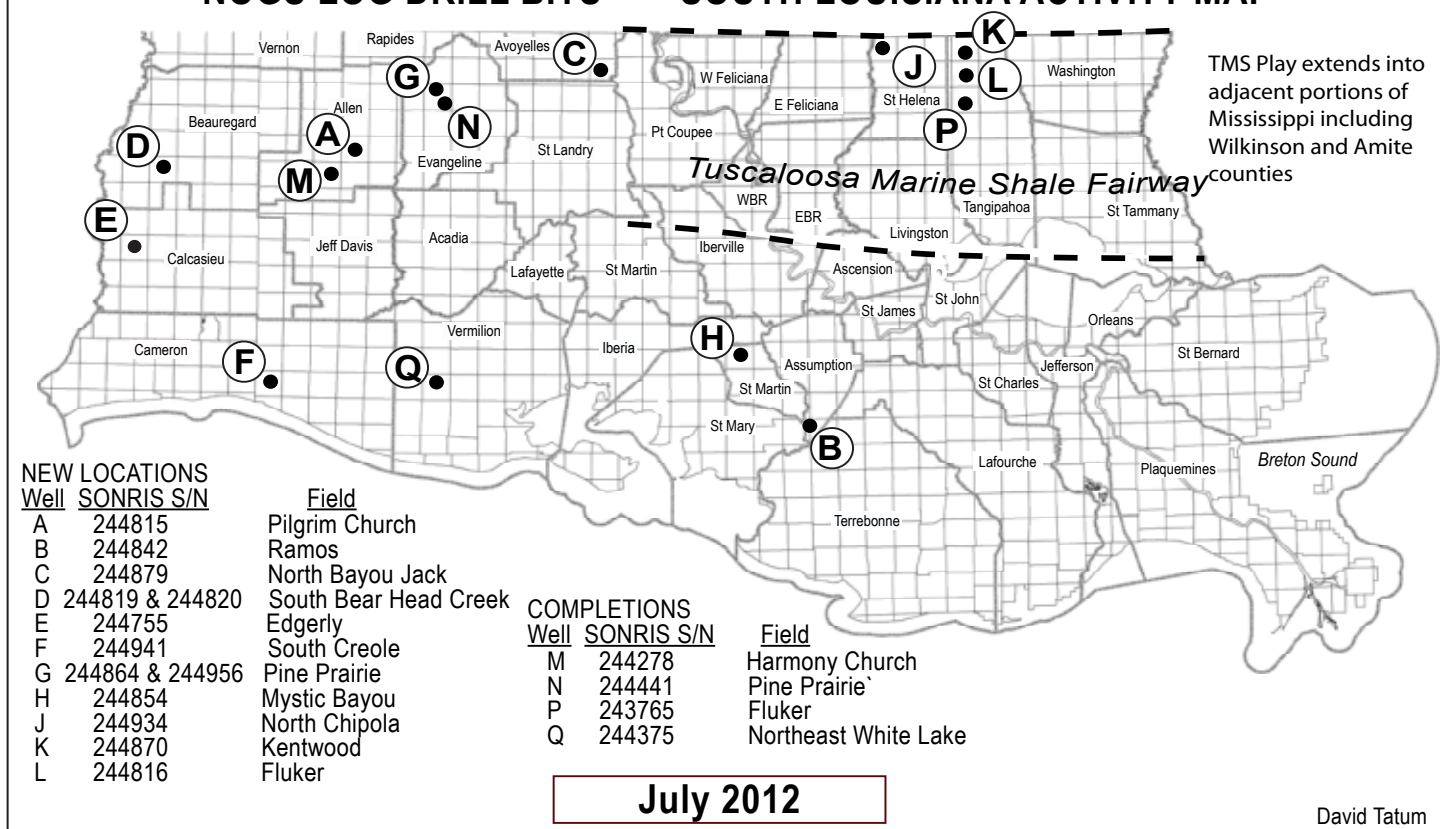 NOGS LOG DRILL BITS SOUTH LOUISIANA ACTIVITY MAP
Vernon
Rapides
Avoyelles
C
G
N
Allen
Beauregard
A
D
M
Evangeline
St Landry
E
Calcasieu
Jeff Davis
Acadia
Lafayette
St Martin
W Feliciana
E Feliciana
Pt Coupee
St Helena
J
K
L
P
Washington
TMS Play extends into
adjacent portions of
Mississippi including
Wilkinson and Amite
counties
Tuscaloosa Marine Shale Fairway
WBR
EBR
Tangipahoa
St Tammany
Livingston
Iberville
Ascension
St James
St John
Orleans
St Bernard
Cameron
F
Vermilion
Q
Iberia
H
Assumption
St Martin
St Mary
B
Jefferson
St Charles
Lafourche
Plaquemines
Breton Sound
Terrebonne
NEW LOCATIONS
Well SONRIS S/N Field
A 244815 Pilgrim Church
B 244842 Ramos
C 244879 North Bayou Jack
D 244819 & 244820 South Bear Head Creek
E 244755 Edgerly
F 244941 South Creole
G 244864 & 244956 Pine Prairie
H 244854 Mystic Bayou
J 244934 North Chipola
K 244870 Kentwood
L 244816 Fluker
COMPLETIONS
Well SONRIS S/N Field
M 244278 Harmony Church
N 244441 Pine Prairie`
P 243765 Fluker
Q 244375 Northeast White Lake
July 2012
David Tatum